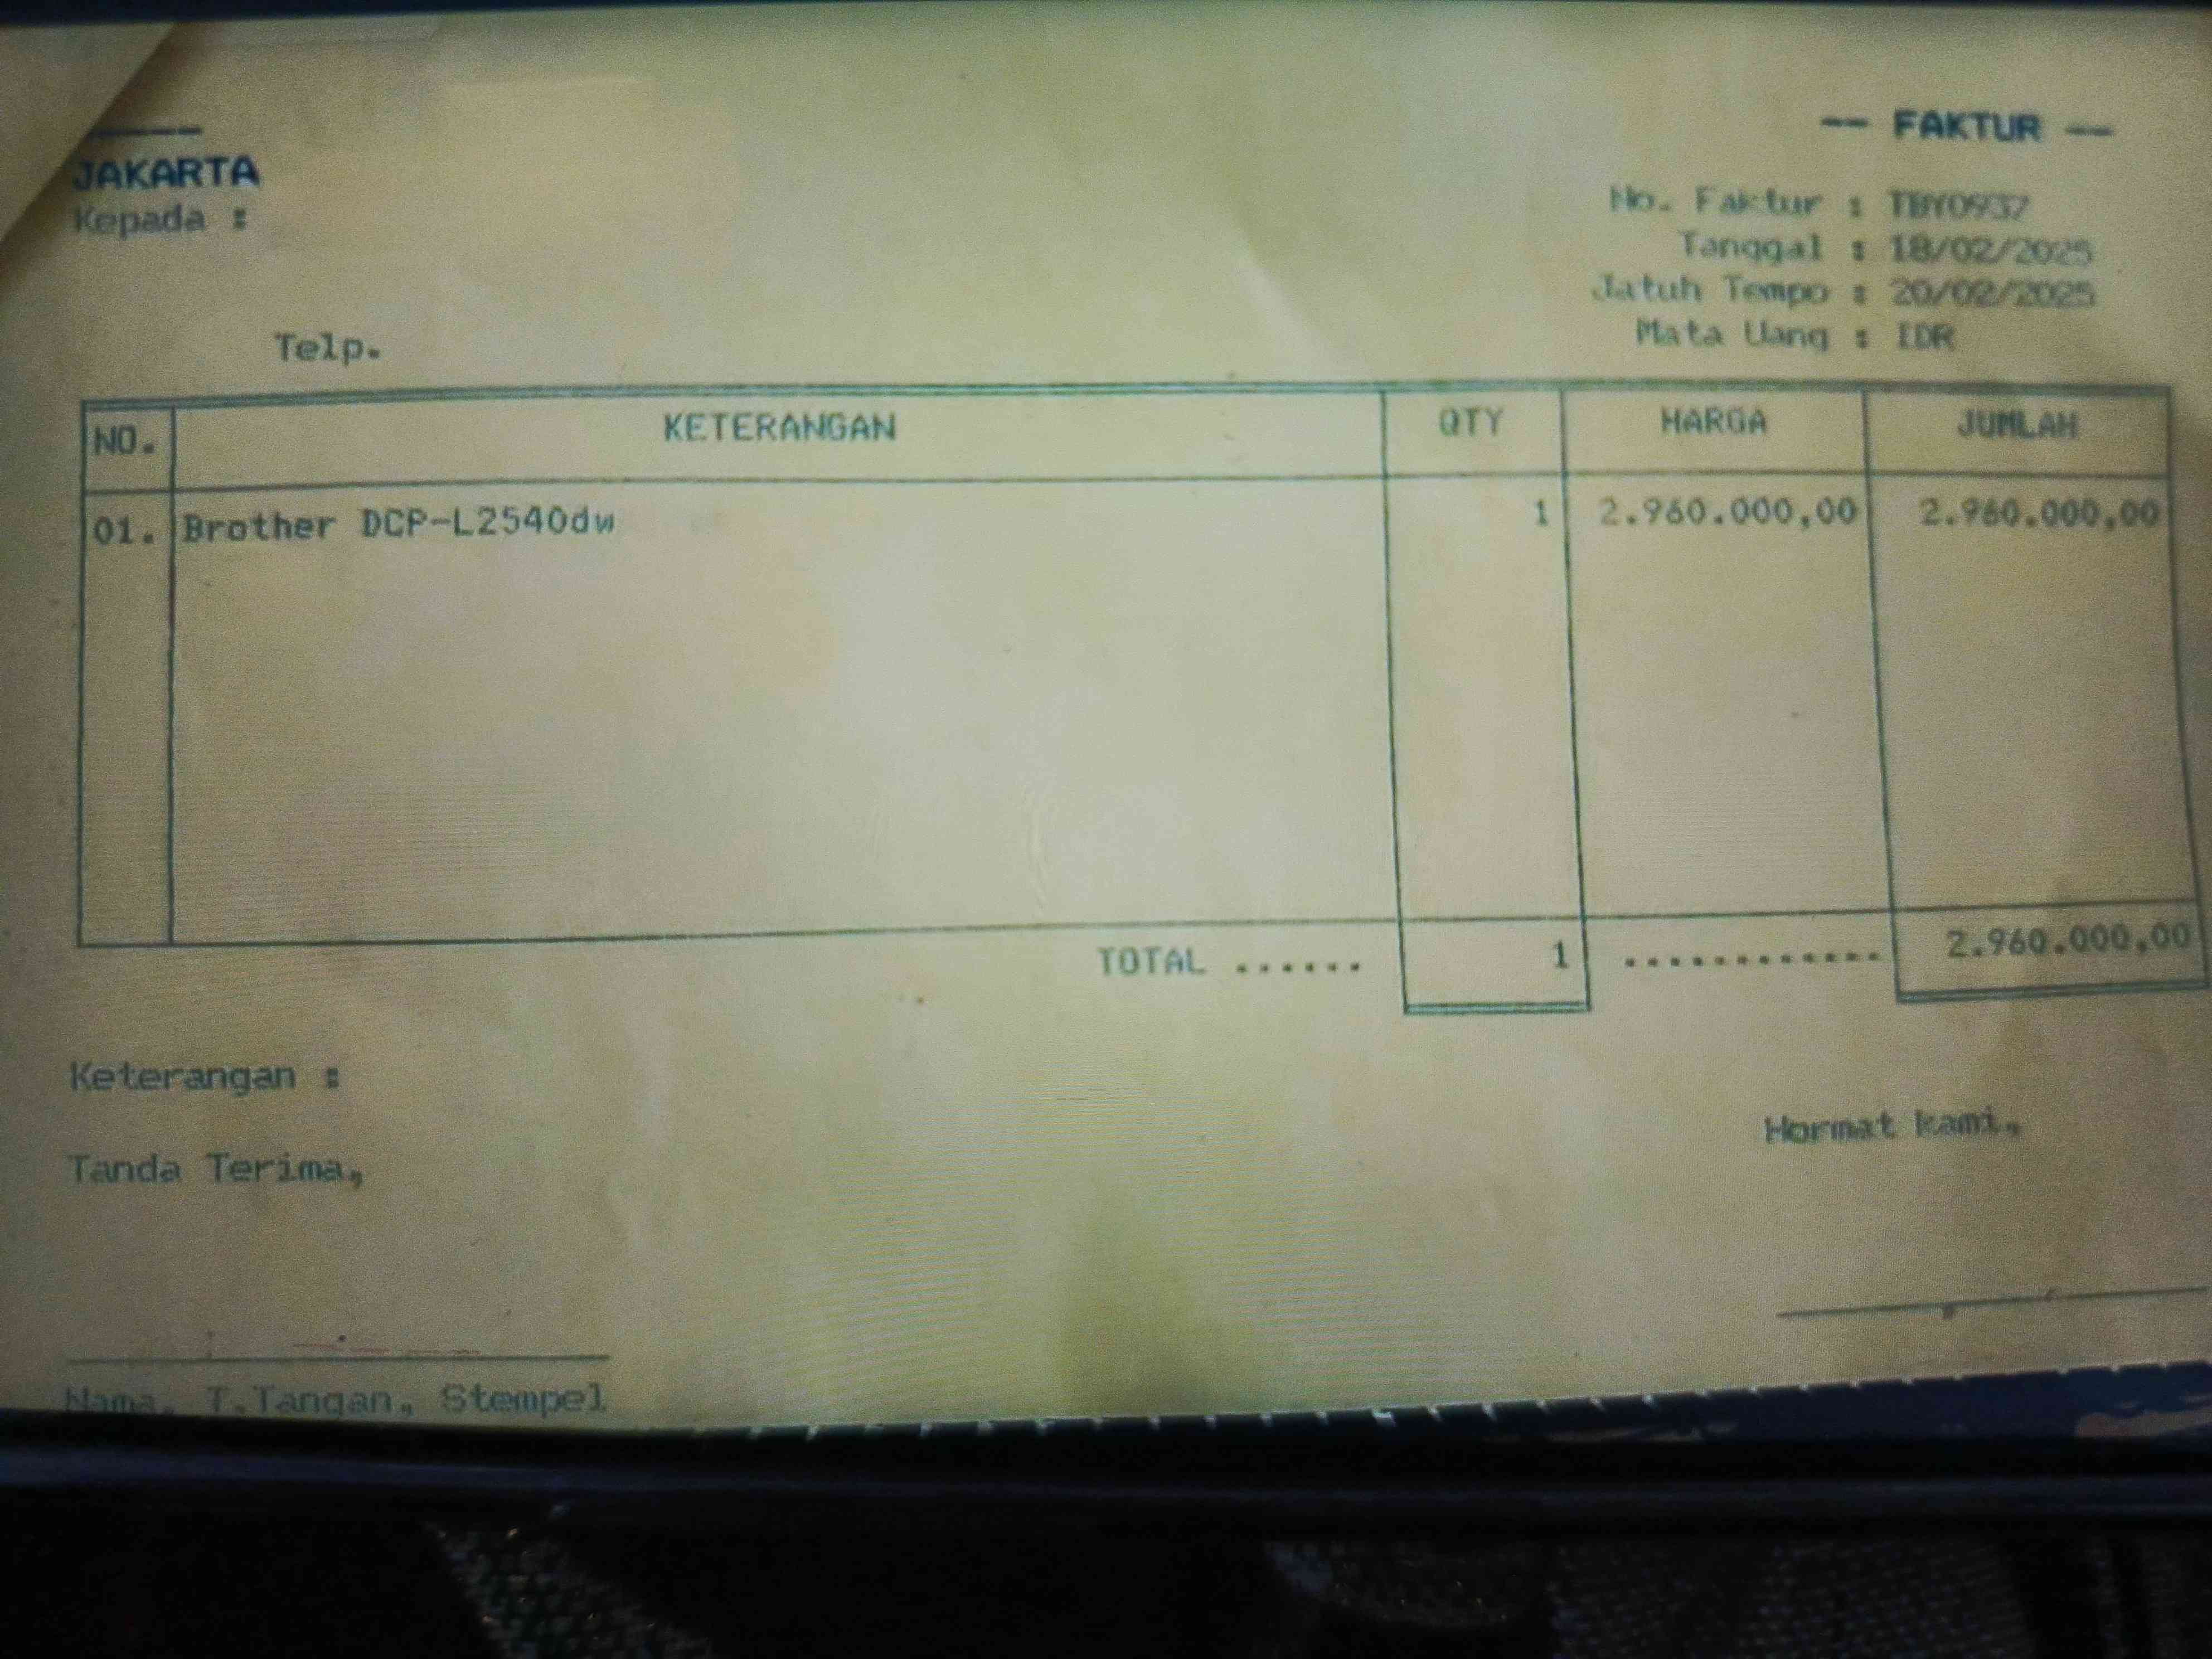 -- FAKTUR --
JAKARTA
Kepada :
No. Faktur : TBY0937
Tanggal : 18/02/2025
Jatuh Tempo : 20/02/2025
Mata Uang : IDR
Telp.
NO. KETERANGAN QTY HARGA JUMLAH
01. Brother DCP-L2540dw 1 2.960.000,00 2.960.000,00
TOTAL ...... 1 ............ 2.960.000,00
Keterangan :
Hormat kami,
Tanda Terima,
Nama, T.Tangan, Stempel